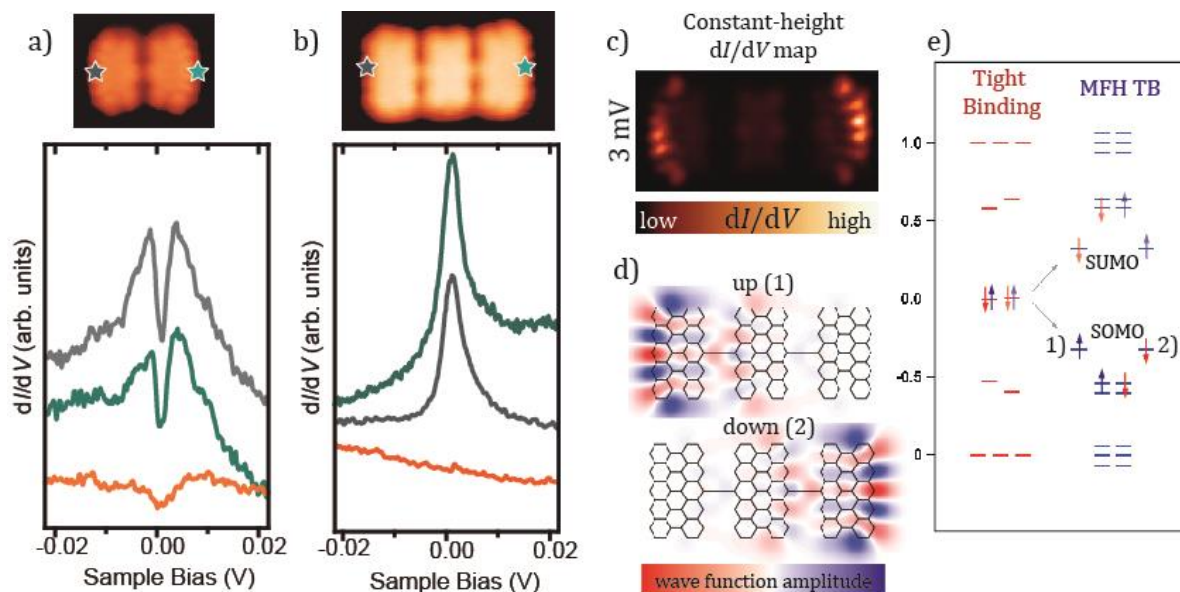 a)
b)
c)
Constant-height
dI/dV map
3 mV
low dI/dV high
d)
up (1)
down (2)
wave function amplitude
e)
Tight
Binding
MFH TB
1.0
0.5
0.0
-0.5
0
SUMO
SOMO
1)
2)
dI/dV (arb. units)
-0.02 0.00 0.02
Sample Bias (V)
dI/dV (arb. units)
-0.02 0.00 0.02
Sample Bias (V)